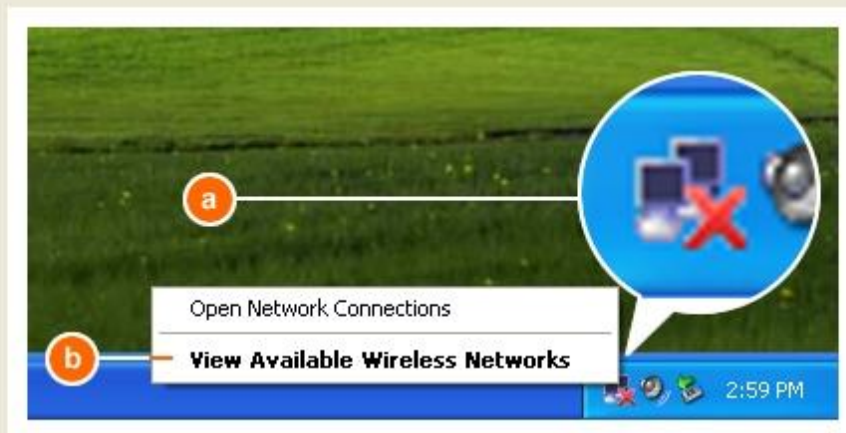 a
Open Network Connections
b
View Available Wireless Networks
2:59 PM